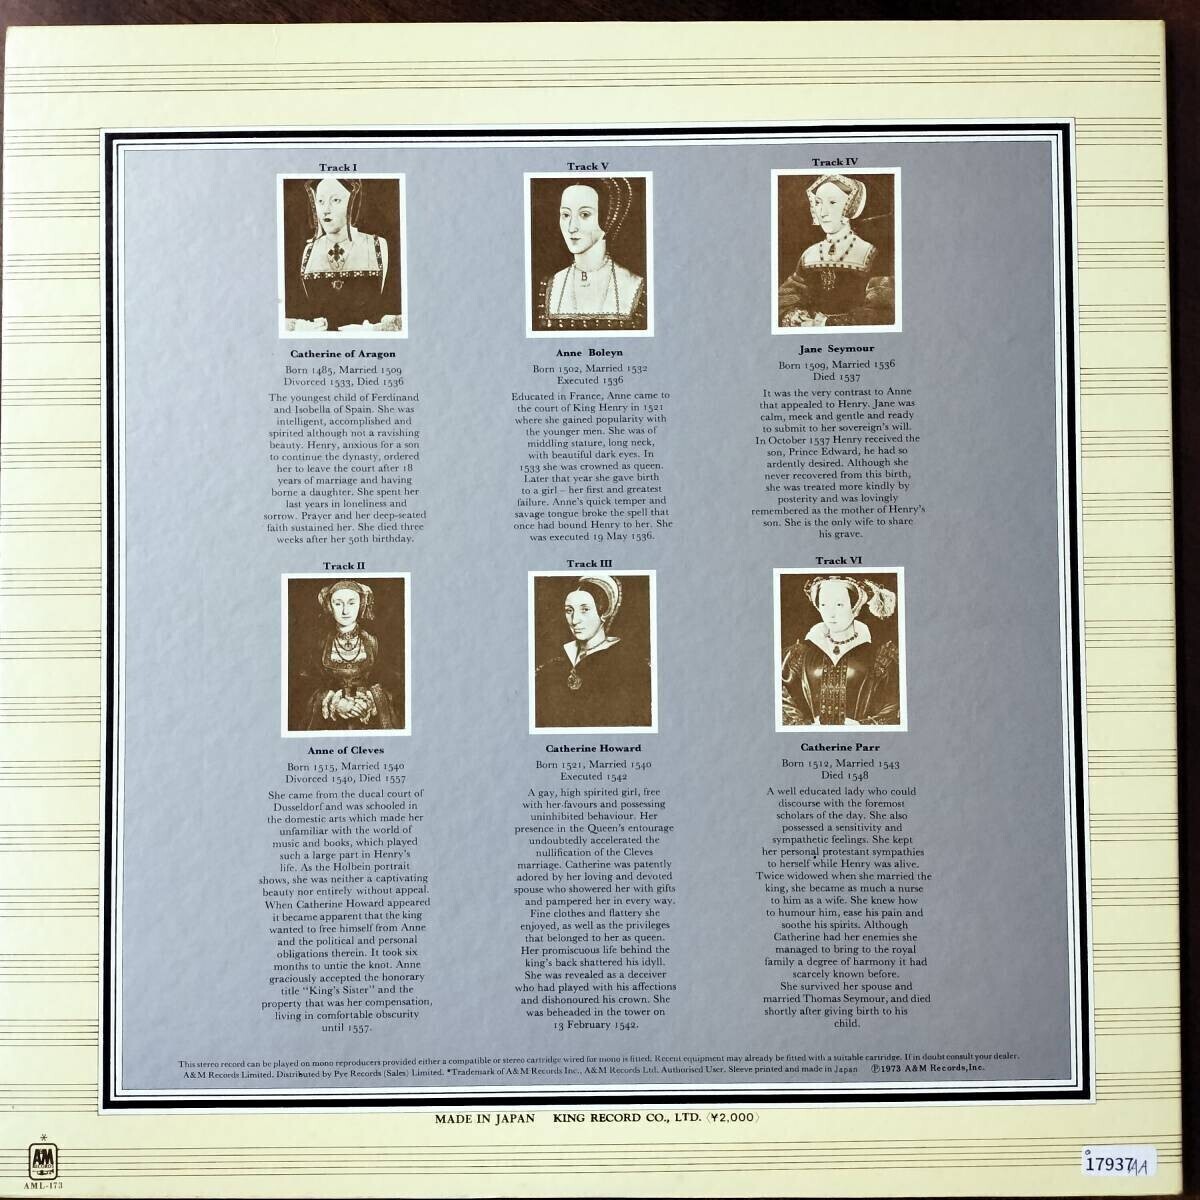 Track I
Catherine of Aragon
Born 1485, Married 1509
Divorced 1533, Died 1536
The youngest child of Ferdinand
and Isobella of Spain. She was
intelligent, accomplished and
spirited although not a ravishing
beauty. Henry, anxious for a son
to continue the dynasty, ordered
her to leave the court after 18
years of marriage and having
borne a daughter. She spent her
last years in loneliness and
sorrow. Prayer and her deep-seated
faith sustained her. She died three
weeks after her 50th birthday.
Track V
B
Anne Boleyn
Born 1502, Married 1532
Executed 1536
Educated in France, Anne came to
the court of King Henry in 1521
where she gained popularity with
the younger men. She was of
middling stature, long neck,
with beautiful dark eyes. In
1533 she was crowned as queen.
Later that year she gave birth
to a girl – her first and greatest
failure. Anne's quick temper and
savage tongue broke the spell that
once had bound Henry to her. She
was executed 19 May 1536.
Track IV
Jane Seymour
Born 1509, Married 1536
Died 1537
It was the very contrast to Anne
that appealed to Henry. Jane was
calm, meek and gentle and ready
to submit to her sovereign's will.
In October 1537 Henry received the
son, Prince Edward, he had so
ardently desired. Although she
never recovered from this birth,
she was treated more kindly by
posterity and was lovingly
remembered as the mother of Henry's
son. She is the only wife to share
his grave.
Track II
Anne of Cleves
Born 1515, Married 1540
Divorced 1540, Died 1557
She came from the ducal court of
Dusseldorf and was schooled in
the domestic arts which made her
unfamiliar with the world of
music and books, which played
such a large part in Henry's
life. As the Holbein portrait
shows, she was neither a captivating
beauty nor entirely without appeal.
When Catherine Howard appeared
it became apparent that the king
wanted to free himself from Anne
and the political and personal
obligations therein. It took six
months to untie the knot. Anne
graciously accepted the honorary
title "King's Sister" and the
property that was her compensation,
living in comfortable obscurity
until 1557.
Track III
Catherine Howard
Born 1521, Married 1540
Executed 1542
A gay, high spirited girl, free
with her favours and possessing
uninhibited behaviour. Her
presence in the Queen's entourage
undoubtedly accelerated the
nullification of the Cleves
marriage. Catherine was patently
adored by her loving and devoted
spouse who showered her with gifts
and pampered her in every way.
Fine clothes and flattery she
enjoyed, as well as the privileges
that belonged to her as queen.
Her promiscuous life behind the
king's back shattered his idyll.
She was revealed as a deceiver
who had played with his affections
and dishonoured his crown. She
was beheaded in the tower on
13 February 1542.
Track VI
Catherine Parr
Born 1512, Married 1543
Died 1548
A well educated lady who could
discourse with the foremost
scholars of the day. She also
possessed a sensitivity and
sympathetic feelings. She kept
her personal protestant sympathies
to herself while Henry was alive.
Twice widowed when she married the
king, she became as much a nurse
to him as a wife. She knew how
to humour him, ease his pain and
soothe his spirits. Although
Catherine had her enemies she
managed to bring to the royal
family a degree of harmony it had
scarcely known before.
She survived her spouse and
married Thomas Seymour, and died
shortly after giving birth to his
child.
This stereo record can be played on mono reproducers provided either a compatible or stereo cartridge wired for mono is fitted. Recent equipment may already be fitted with a suitable cartridge. If in doubt consult your dealer.
A&M Records Limited. Distributed by Pye Records (Sales) Limited. *Trademark of A&M Records Inc., A&M Records Ltd. Authorised User. Sleeve printed and made in Japan ℗1973 A&M Records,Inc.
MADE IN JAPAN KING RECORD CO., LTD. (¥2,000)
A&M
RECORDS
AML-173
17937AA